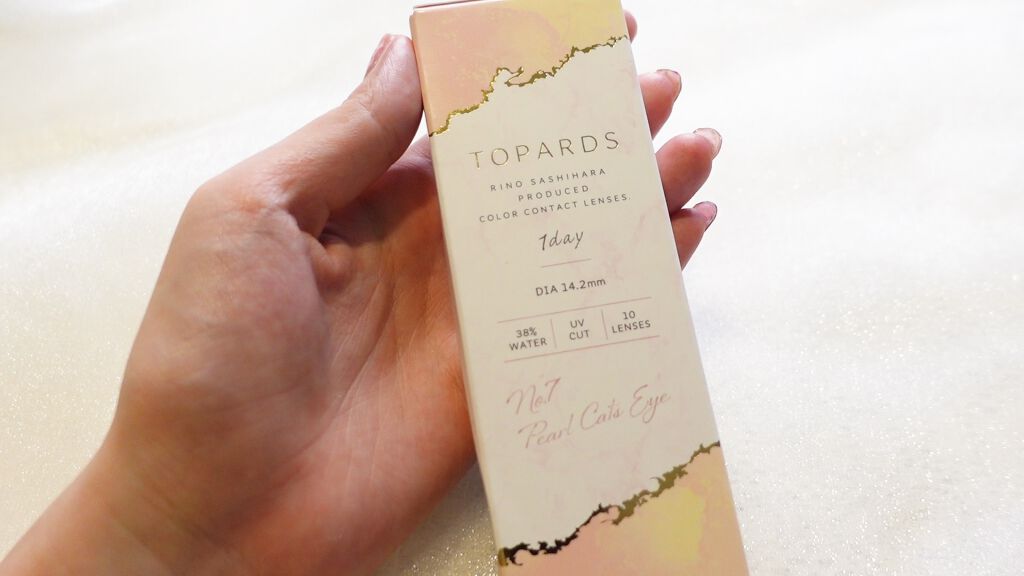 TOPARDS
RINO SASHIHARA
PRODUCED
COLOR CONTACT LENSES.
1day
DIA 14.2mm
38%
WATER
UV
CUT
10
LENSES
No.7
Pearl Cat's Eye